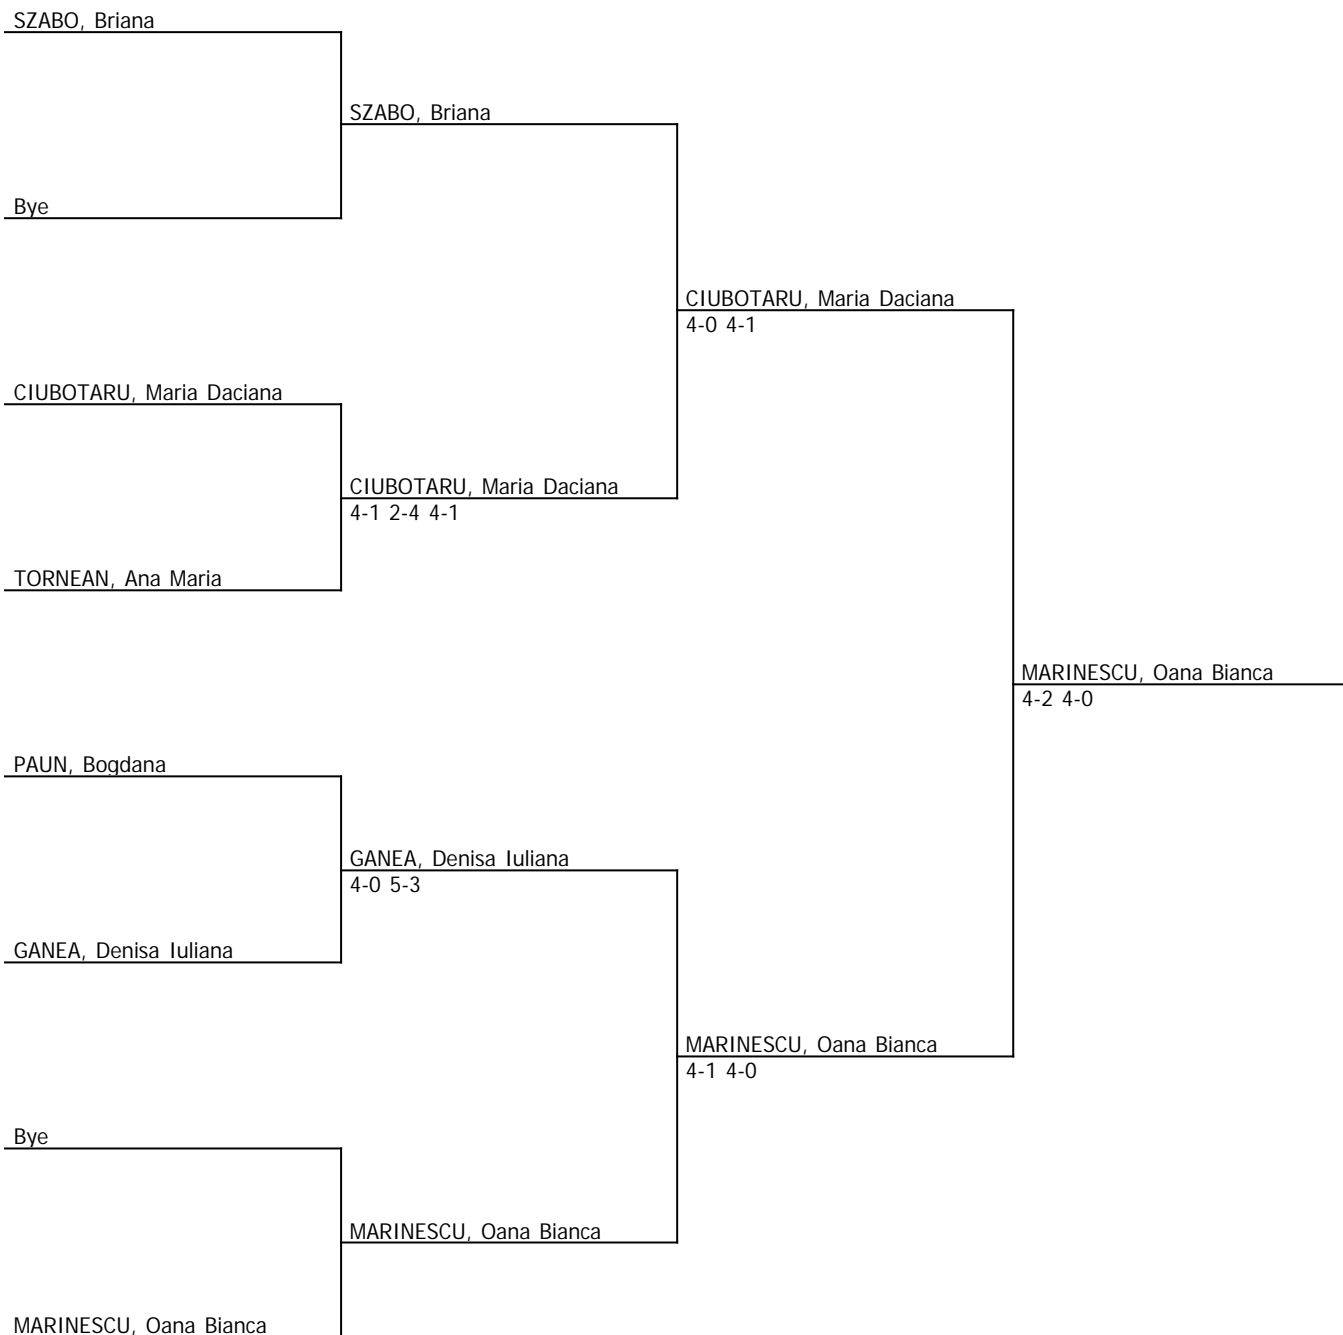 SZABO, Briana
SZABO, Briana
Bye
CIUBOTARU, Maria Daciana
4-0 4-1
CIUBOTARU, Maria Daciana
CIUBOTARU, Maria Daciana
4-1 2-4 4-1
TORNEAN, Ana Maria
MARINESCU, Oana Bianca
4-2 4-0
PAUN, Bogdana
GANEA, Denisa Iuliana
4-0 5-3
GANEA, Denisa Iuliana
MARINESCU, Oana Bianca
4-1 4-0
Bye
MARINESCU, Oana Bianca
MARINESCU, Oana Bianca